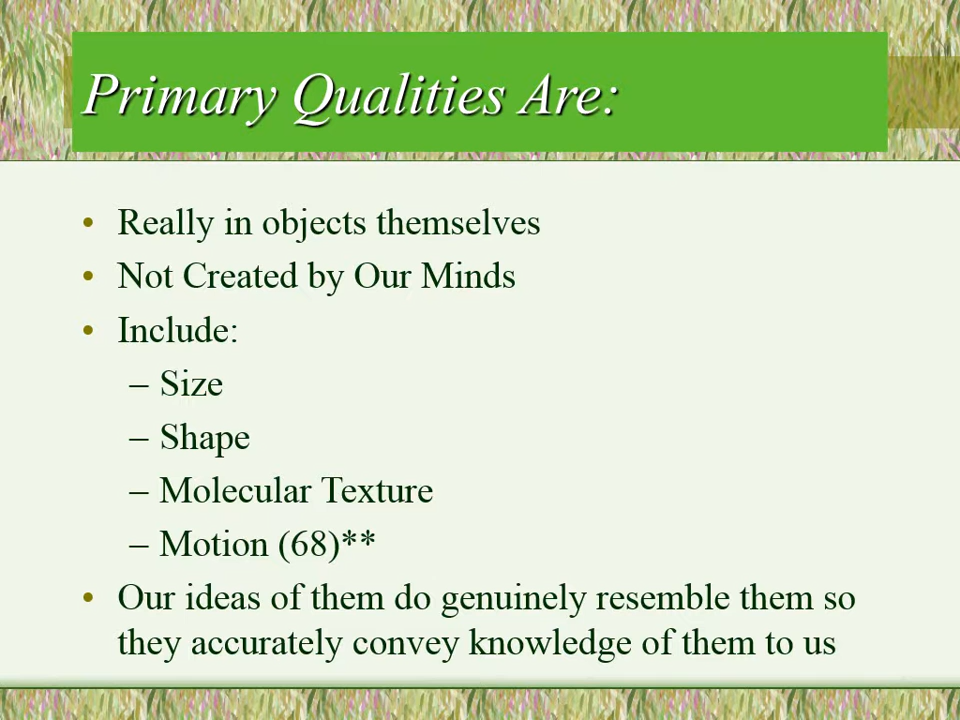 Primary Qualities Are:
• Really in objects themselves
• Not Created by Our Minds
• Include:
– Size
– Shape
– Molecular Texture
– Motion (68)**
• Our ideas of them do genuinely resemble them so
they accurately convey knowledge of them to us